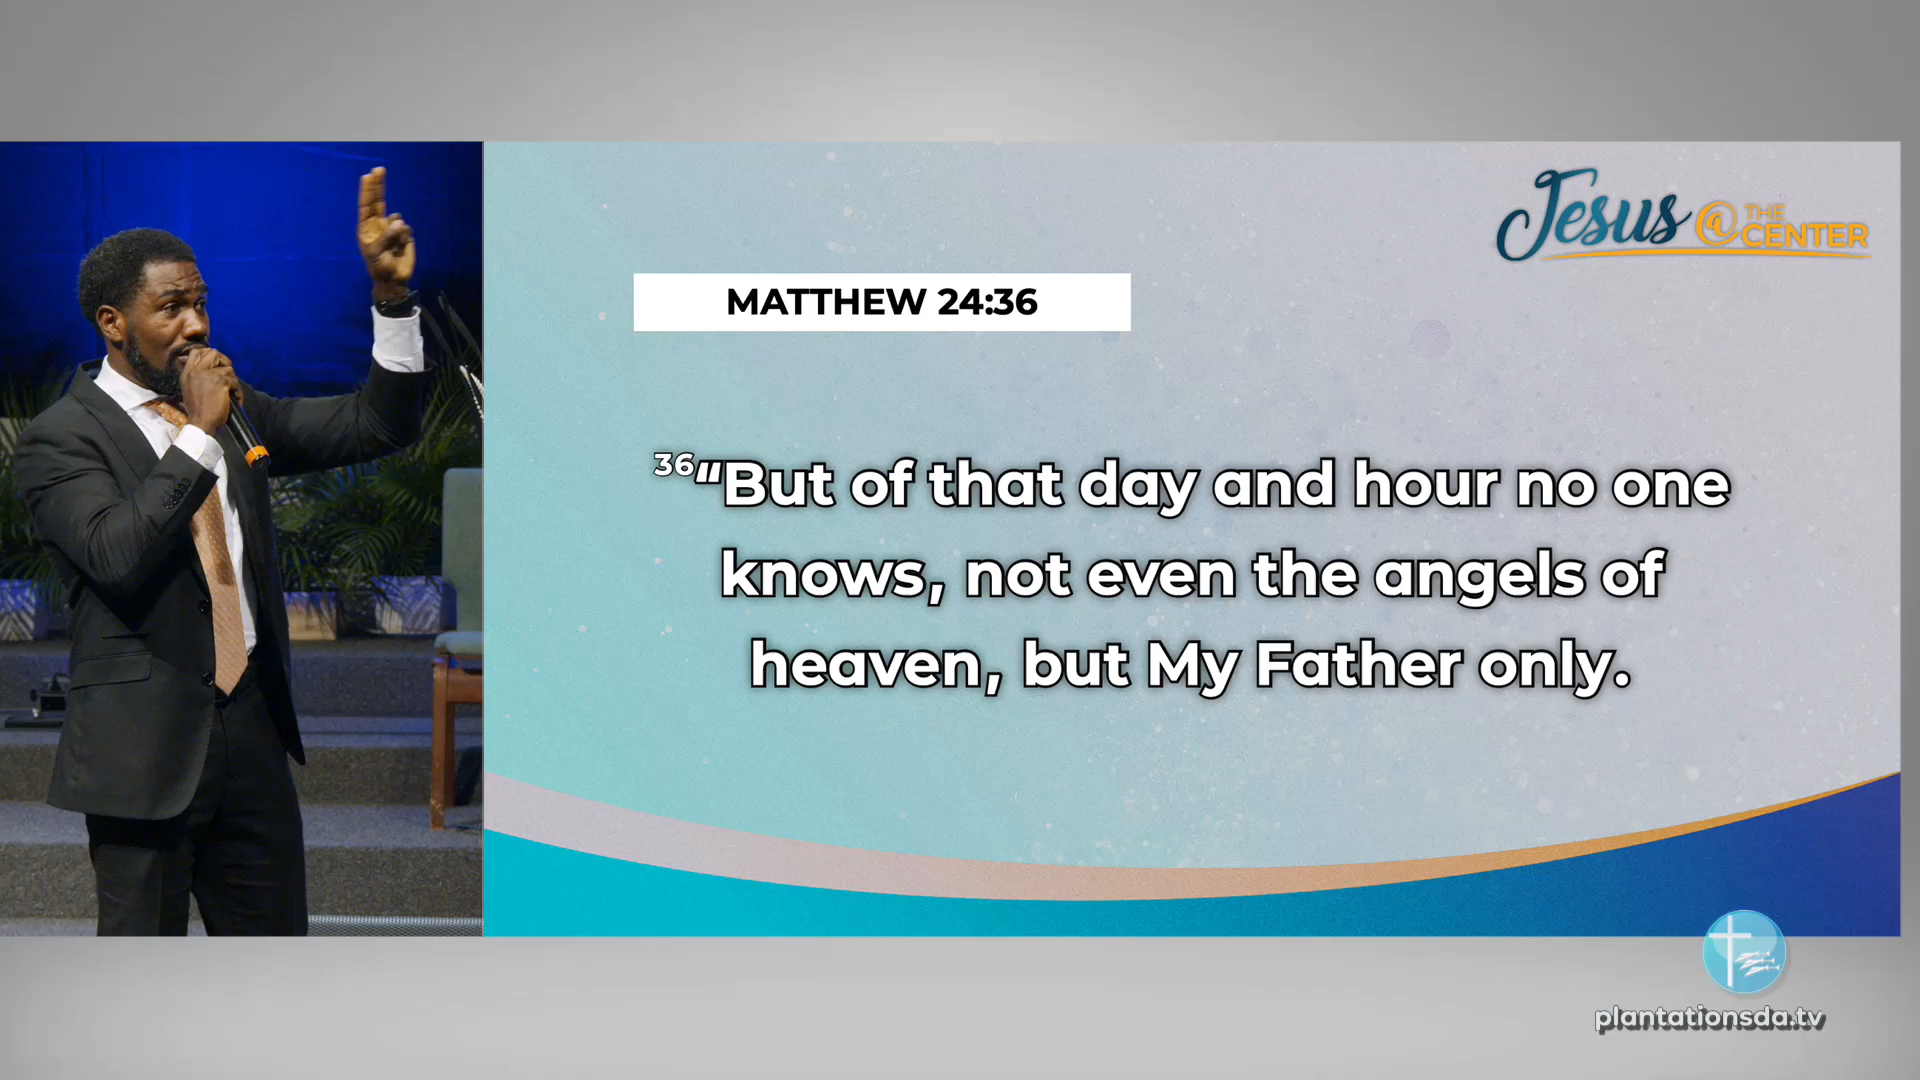 Jesus @ THE CENTER
MATTHEW 24:36
36"But of that day and hour no one
knows, not even the angels of
heaven, but My Father only.
plantationsda.tv